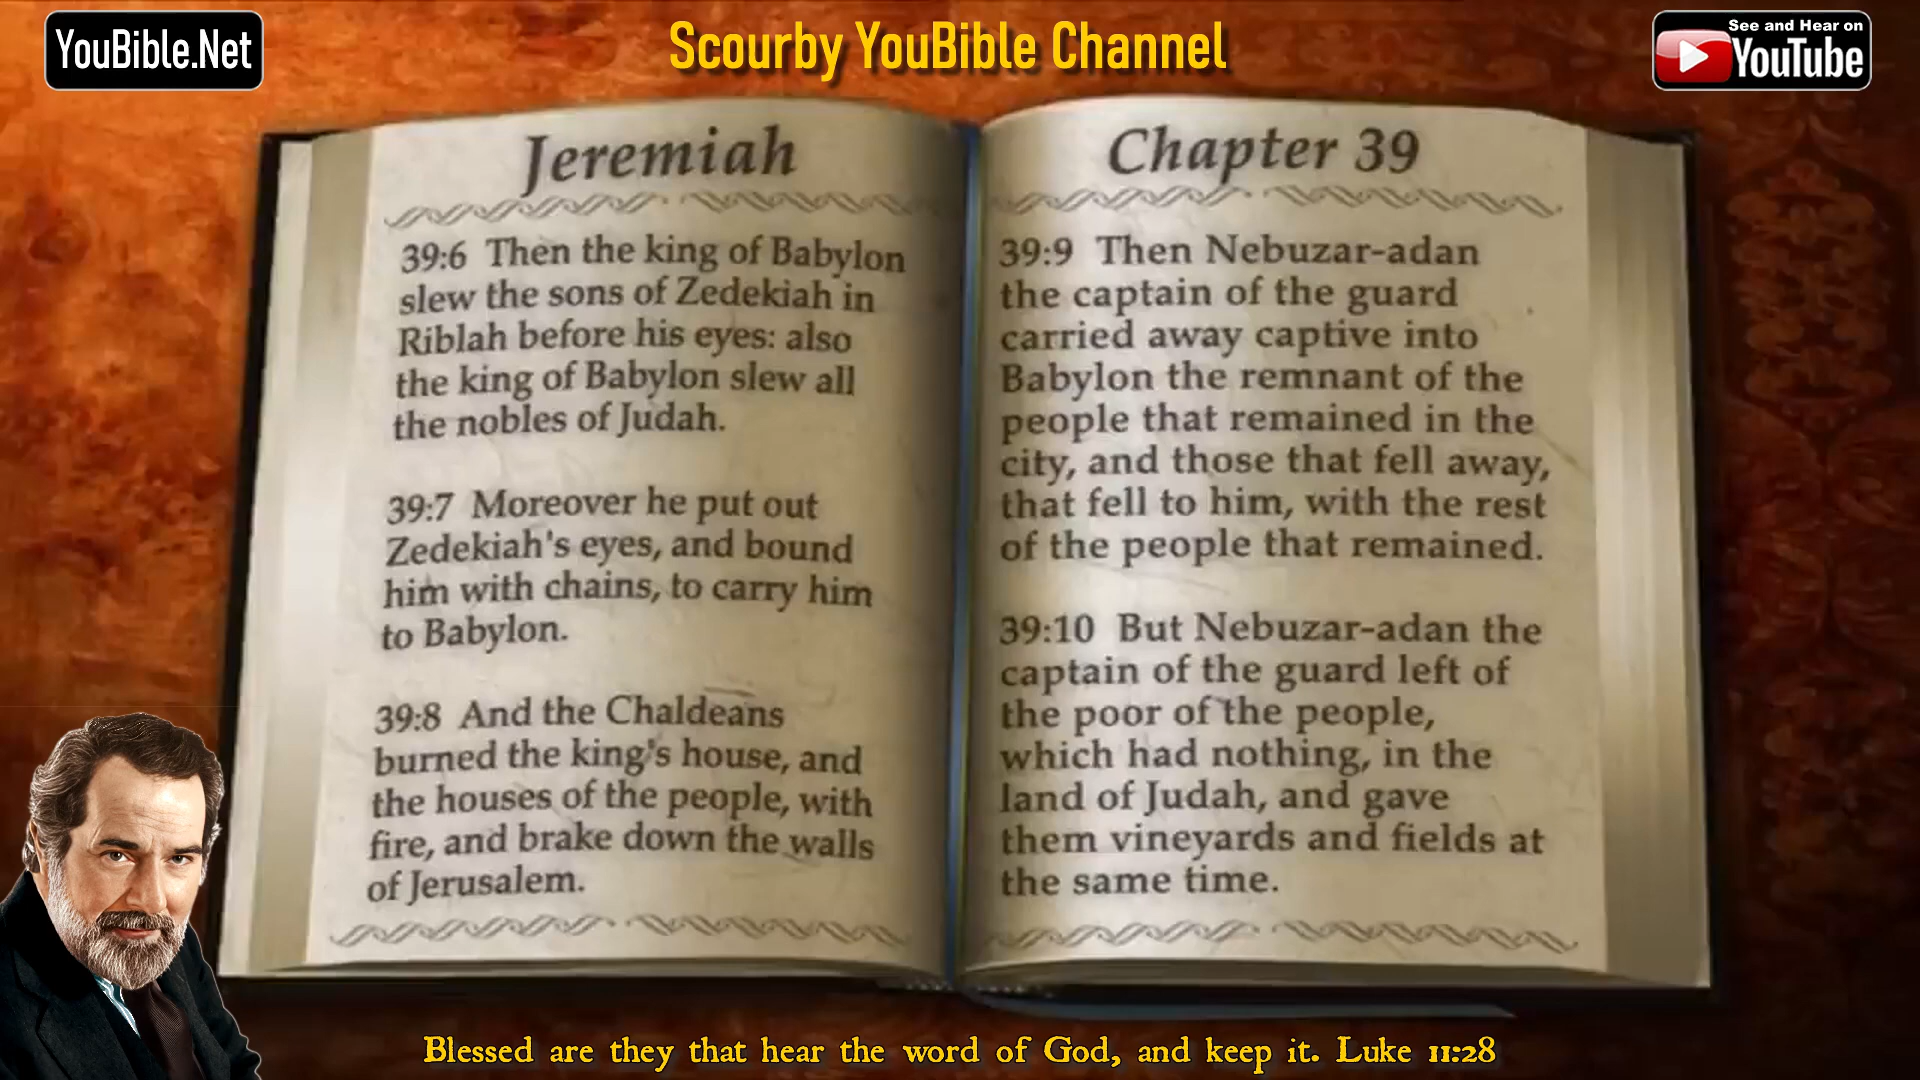 YouBible.Net
Scourby YouBible Channel
See and Hear on
YouTube
Jeremiah
39:6 Then the king of Babylon
slew the sons of Zedekiah in
Riblah before his eyes: also
the king of Babylon slew all
the nobles of Judah.
39:7 Moreover he put out
Zedekiah's eyes, and bound
him with chains, to carry him
to Babylon.
39:8 And the Chaldeans
burned the king's house, and
the houses of the people, with
fire, and brake down the walls
of Jerusalem.
Chapter 39
39:9 Then Nebuzar-adan
the captain of the guard
carried away captive into
Babylon the remnant of the
people that remained in the
city, and those that fell away,
that fell to him, with the rest
of the people that remained.
39:10 But Nebuzar-adan the
captain of the guard left of
the poor of the people,
which had nothing, in the
land of Judah, and gave
them vineyards and fields at
the same time.
Blessed are they that hear the word of God, and keep it. Luke 11:28